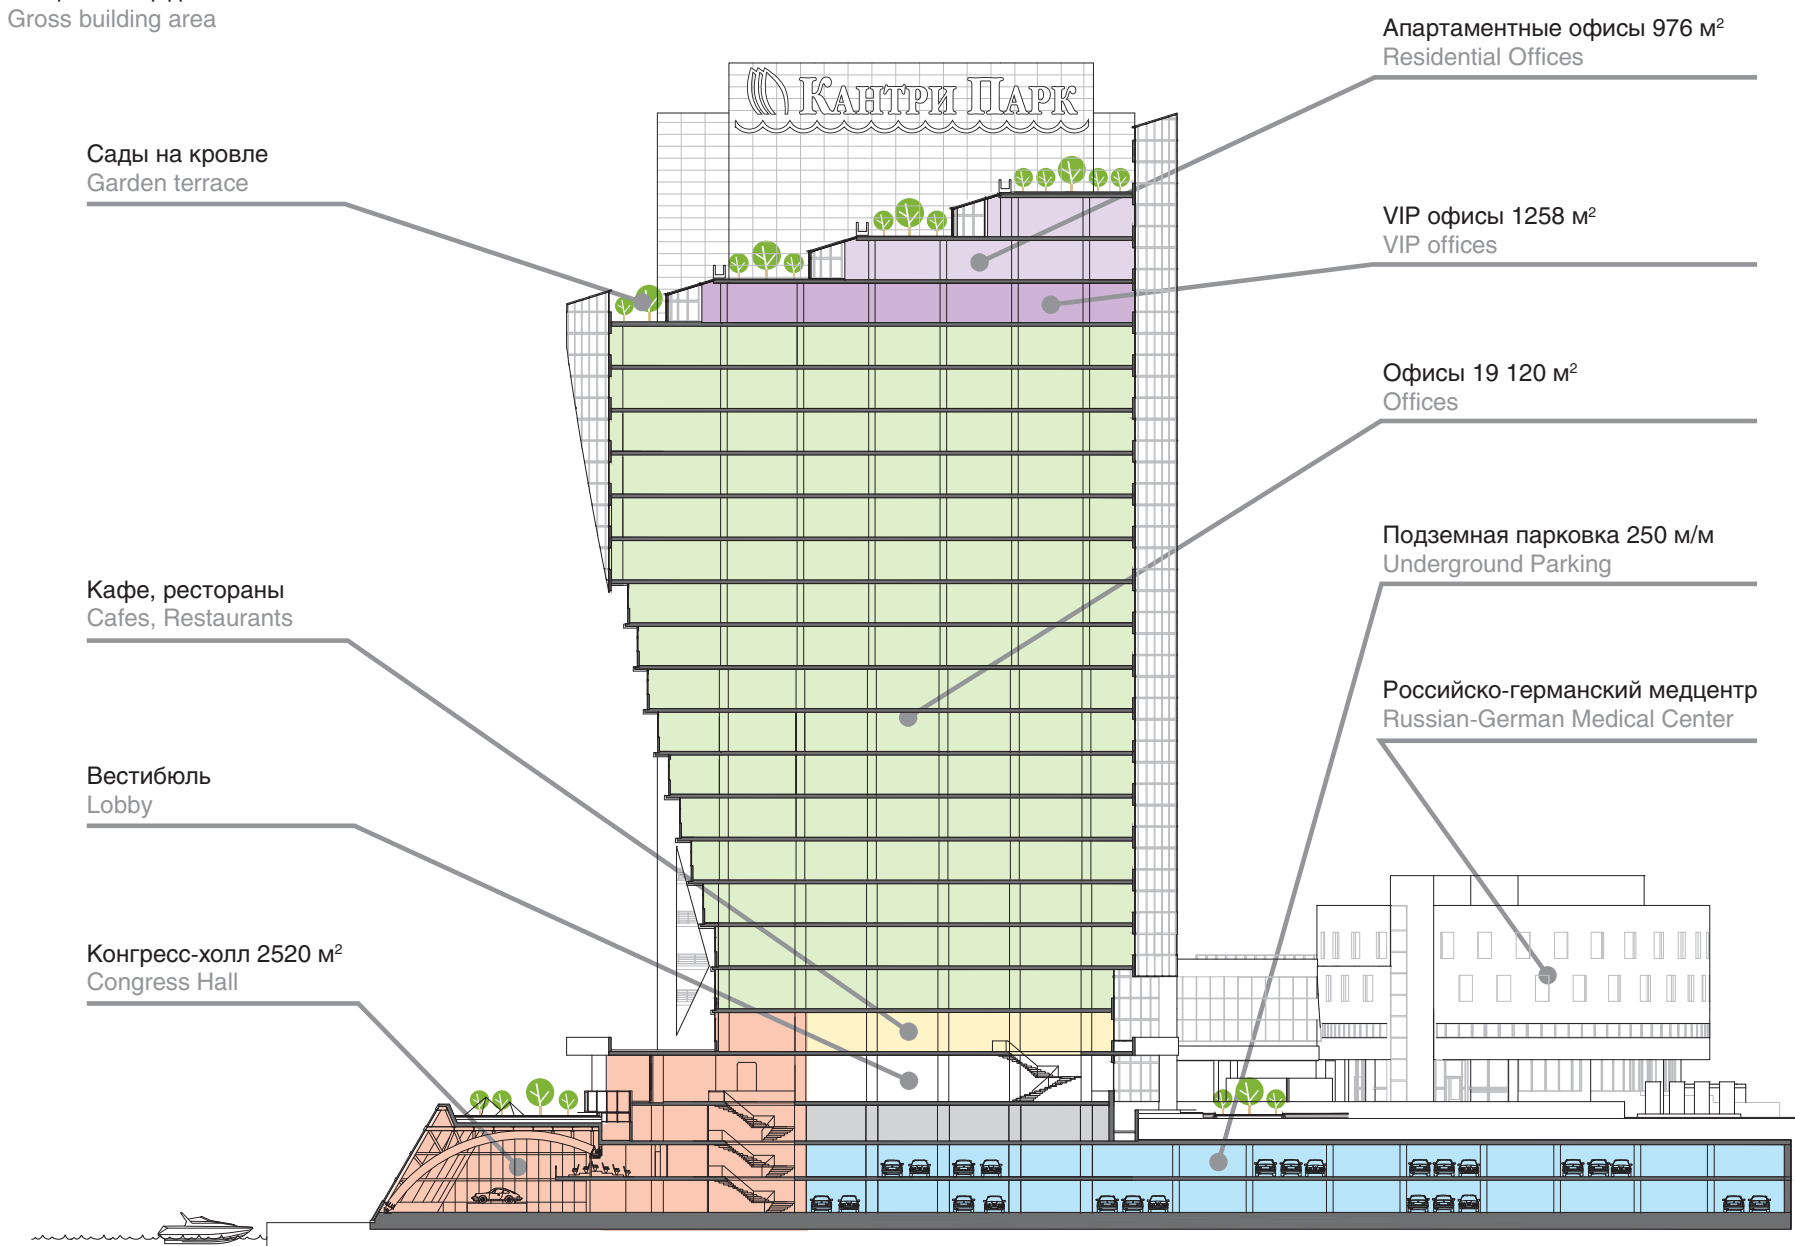 Gross building area
КАНТРИ ПАРК
Апартаментные офисы 976 м²
Residential Offices
Сады на кровле
Garden terrace
VIP офисы 1258 м²
VIP offices
Офисы 19 120 м²
Offices
Подземная парковка 250 м/м
Underground Parking
Кафе, рестораны
Cafes, Restaurants
Российско-германский медцентр
Russian-German Medical Center
Вестибюль
Lobby
Конгресс-холл 2520 м²
Congress Hall